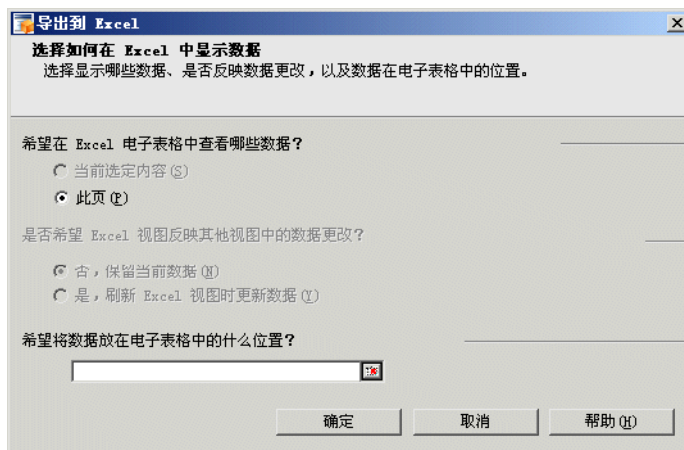 导出到 Excel
选择如何在 Excel 中显示数据
选择显示哪些数据、是否反映数据更改，以及数据在电子表格中的位置。
希望在 Excel 电子表格中查看哪些数据？
当前选定内容(S)
此页(P)
是否希望 Excel 视图反映其他视图中的数据更改？
否，保留当前数据(N)
是，刷新 Excel 视图时更新数据(Y)
希望将数据放在电子表格中的什么位置？
确定 取消 帮助(H)